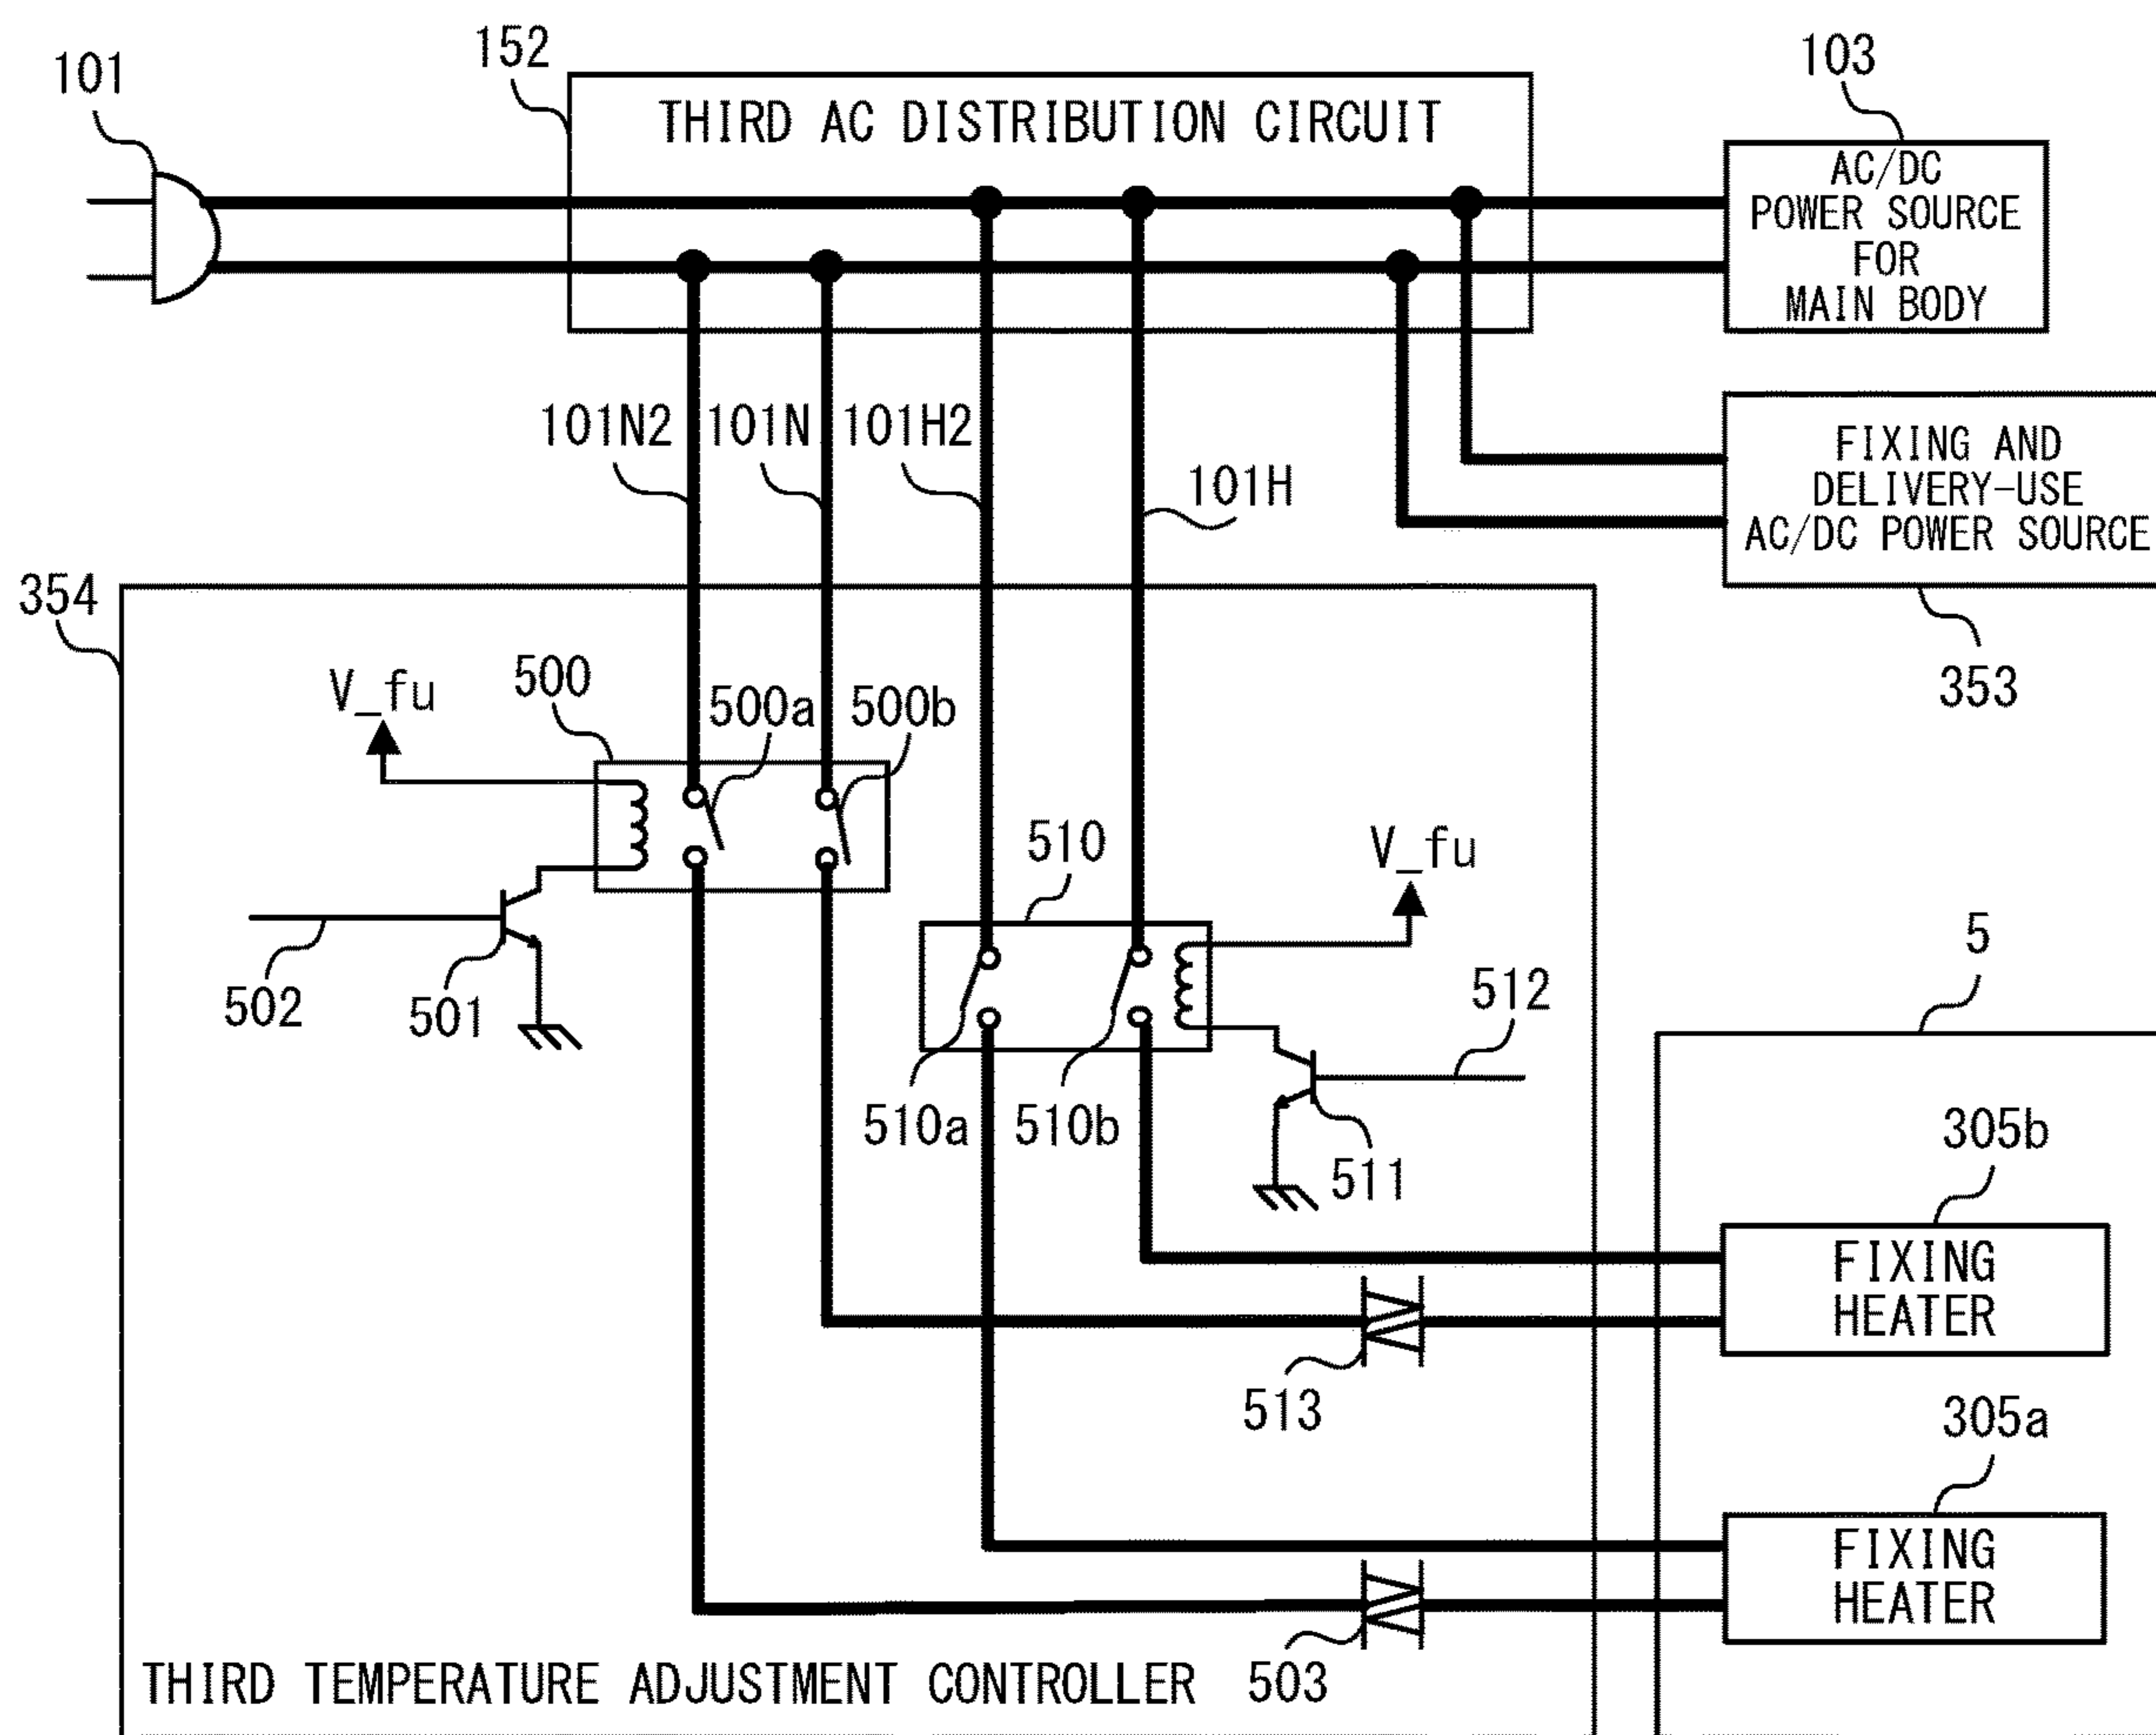 101
152
THIRD AC DISTRIBUTION CIRCUIT
103
AC/DC
POWER SOURCE
FOR
MAIN BODY
101N2
101N
101H2
101H
FIXING AND
DELIVERY-USE
AC/DC POWER SOURCE
353
354
V_fu
500
500a
500b
510
V_fu
502
501
512
5
510a
510b
511
305b
FIXING
HEATER
513
305a
FIXING
HEATER
503
THIRD TEMPERATURE ADJUSTMENT CONTROLLER